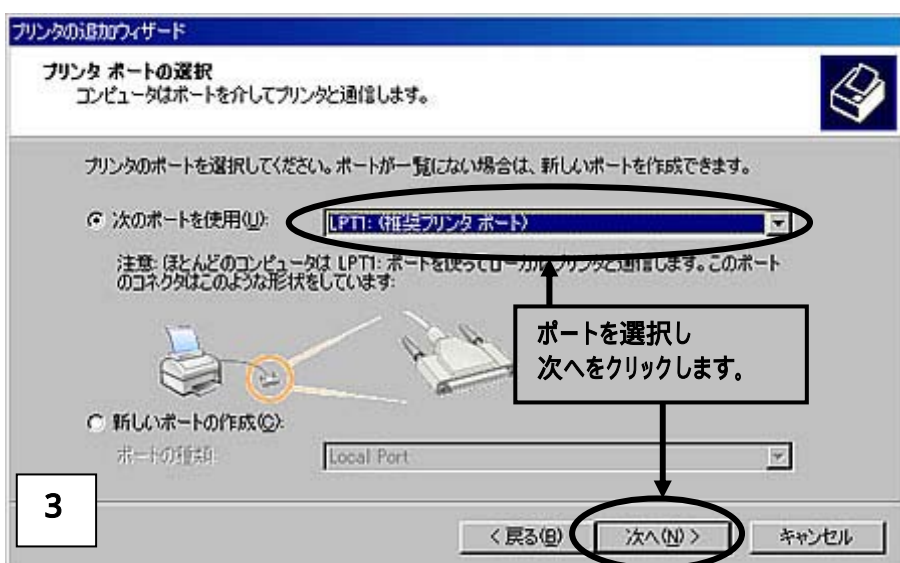 プリンタの追加ウィザード
プリンタ ポートの選択
コンピュータはポートを介してプリンタと通信します。
プリンタのポートを選択してください。ポートが一覧にない場合は、新しいポートを作成できます。
次のポートを使用(U):
LPT1: (推奨プリンタ ポート)
注意: ほとんどのコンピュータは LPT1: ポートを使ってローカル プリンタと通信します。このポート
のコネクタはこのような形状をしています:
ポートを選択し
次へをクリックします。
新しいポートの作成(C):
ポートの種類:
Local Port
3
< 戻る(B)
次へ(N) >
キャンセル